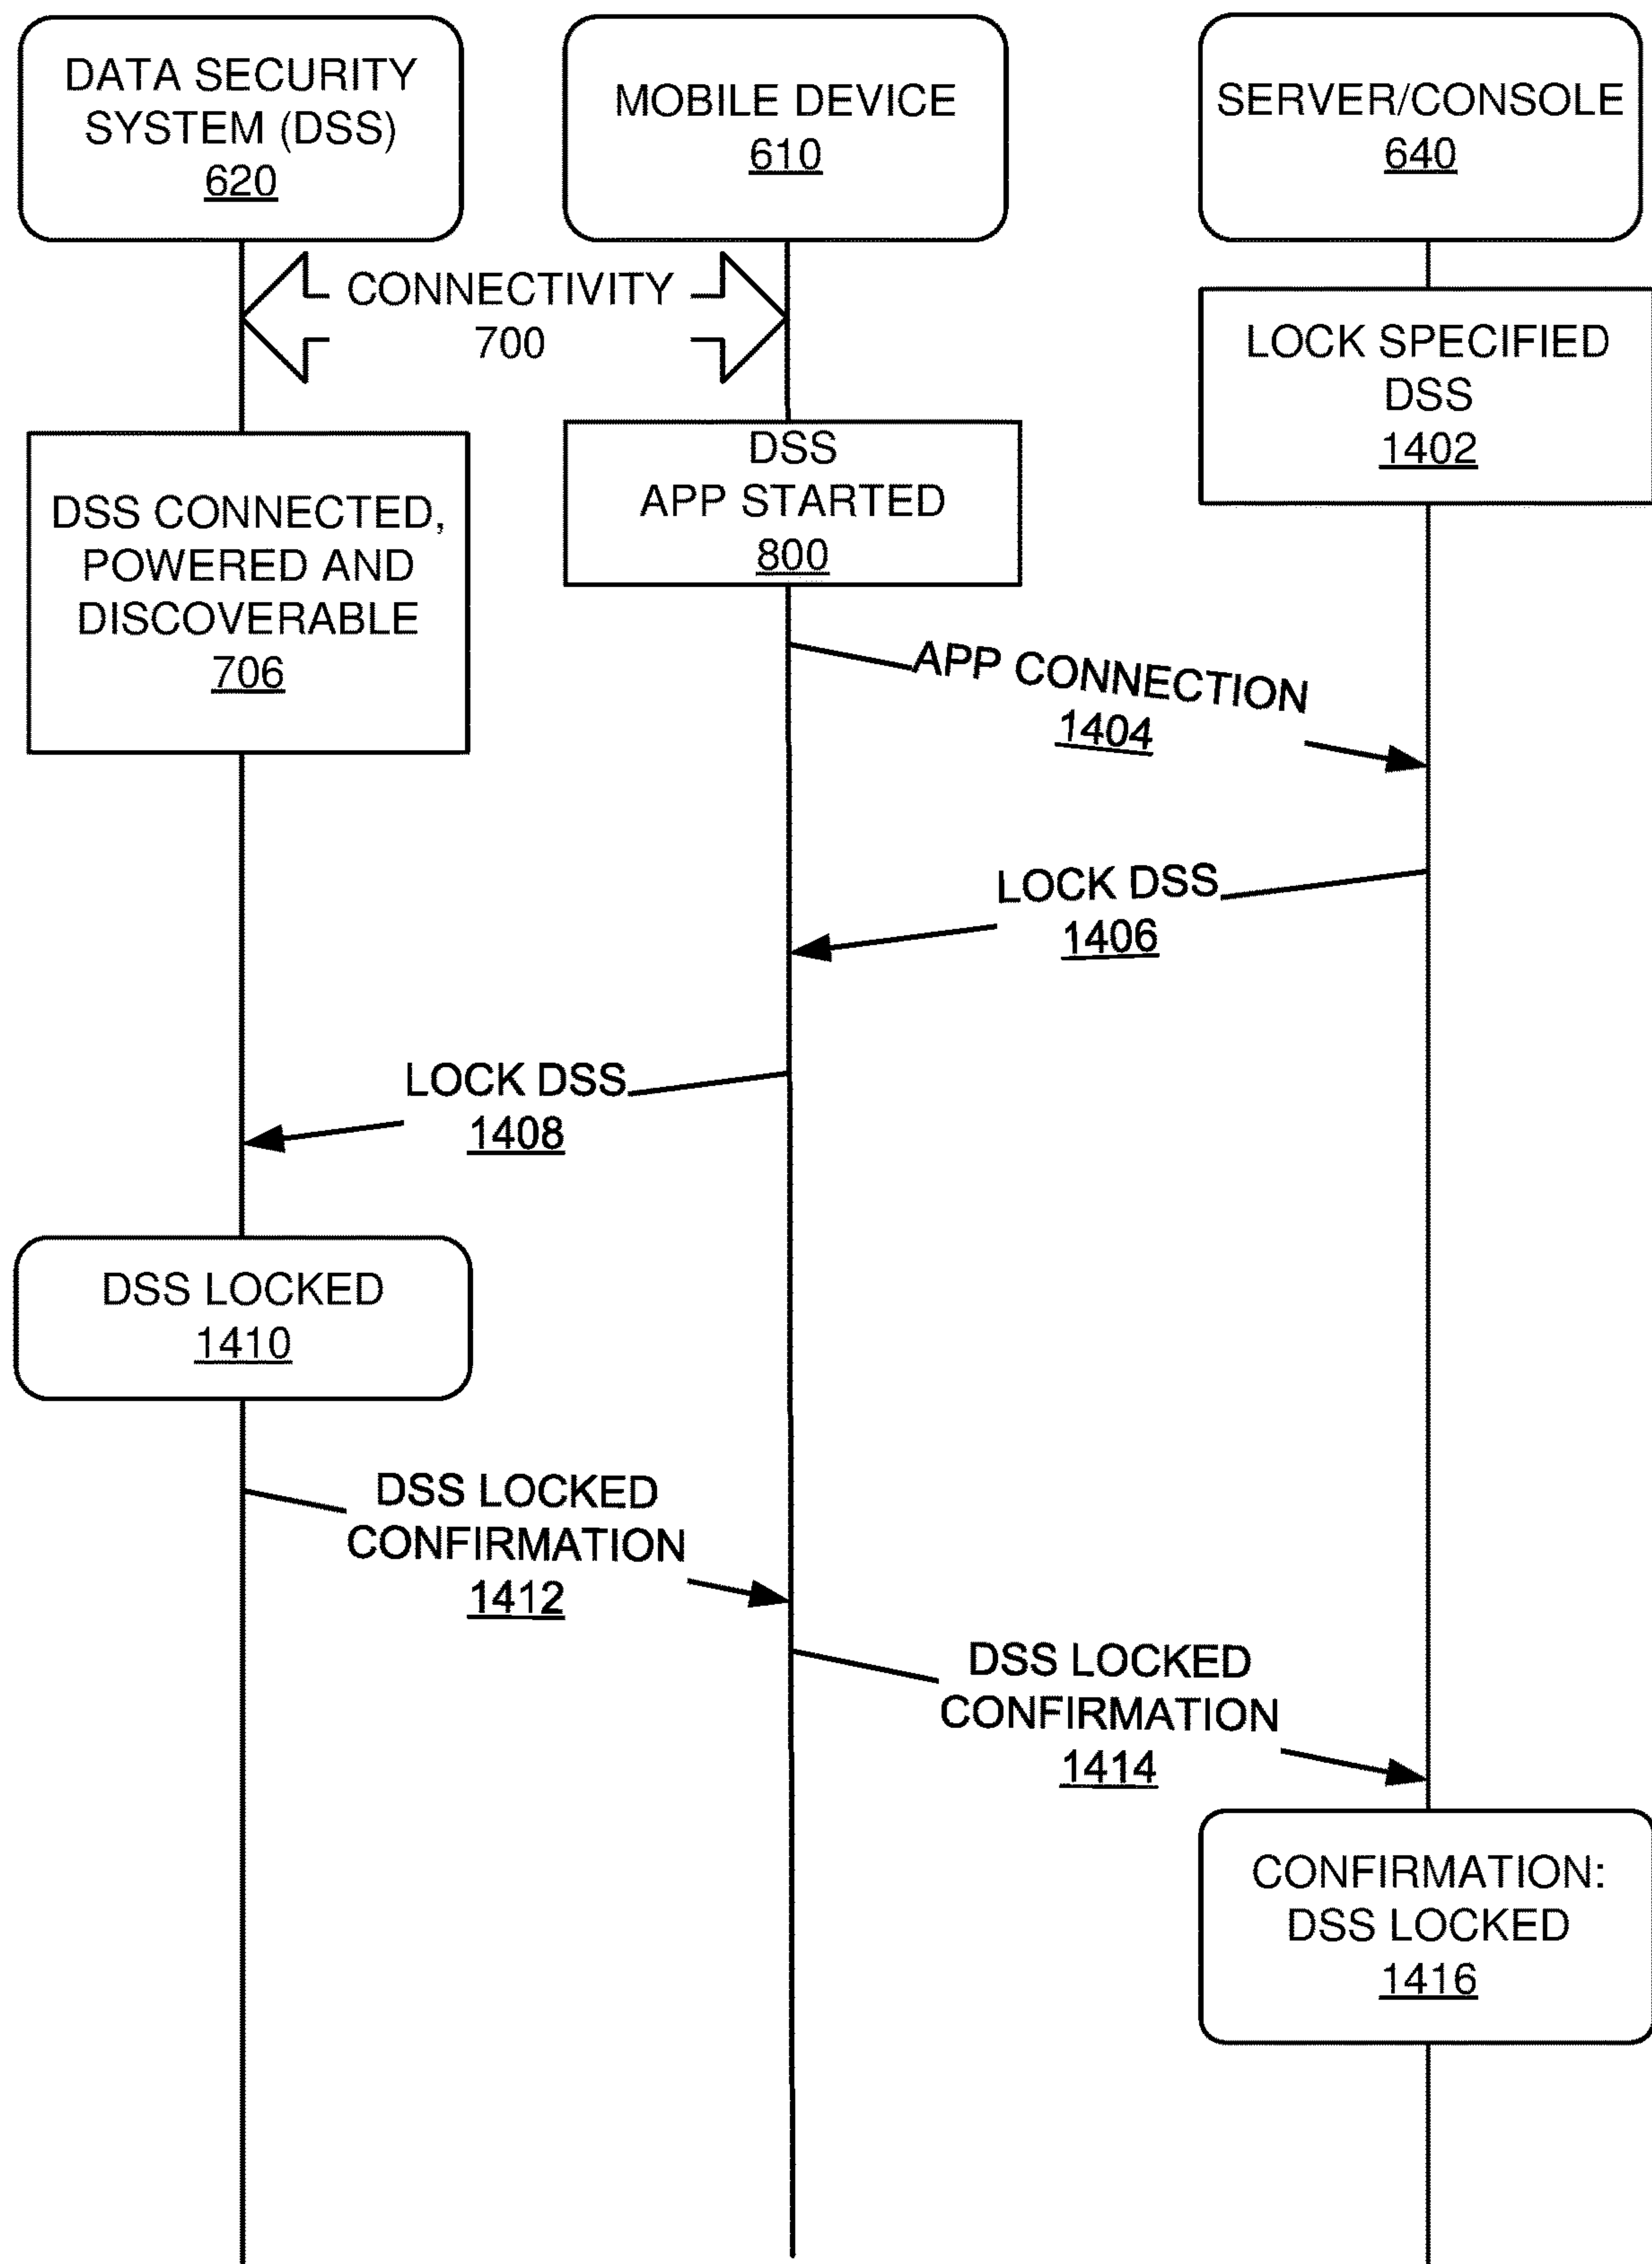 DATA SECURITY
SYSTEM (DSS)
620
MOBILE DEVICE
610
SERVER/CONSOLE
640
CONNECTIVITY
700
LOCK SPECIFIED
DSS
1402
DSS CONNECTED,
POWERED AND
DISCOVERABLE
706
DSS
APP STARTED
800
APP CONNECTION
1404
LOCK DSS
1406
LOCK DSS
1408
DSS LOCKED
1410
DSS LOCKED
CONFIRMATION
1412
DSS LOCKED
CONFIRMATION
1414
CONFIRMATION:
DSS LOCKED
1416